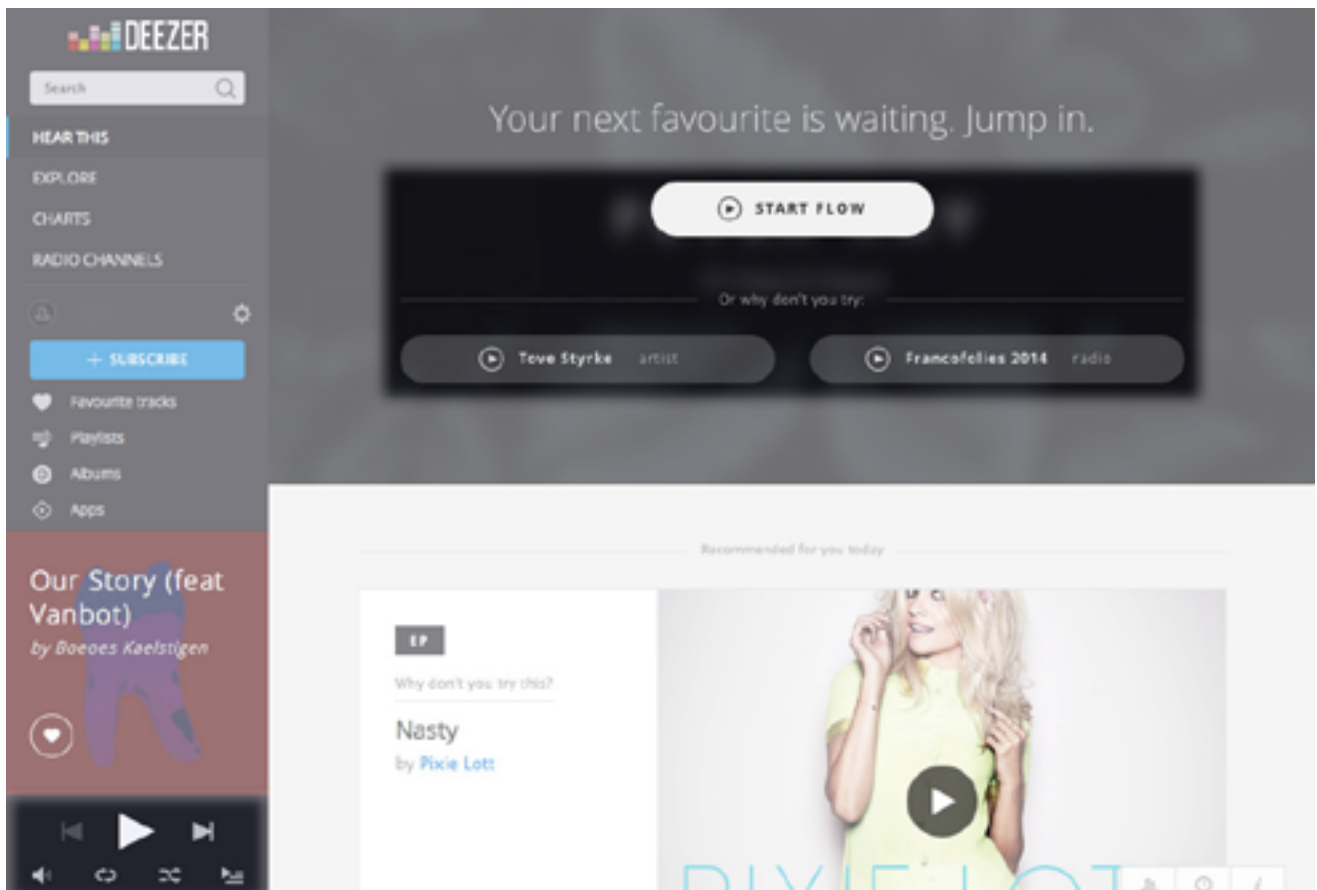 DEEZER
Search
HEAR THIS
EXPLORE
CHARTS
RADIO CHANNELS
+ SUBSCRIBE
Favourite tracks
Playlists
Albums
Apps
Our Story (feat
Vanbot)
by Boeoes Kaelstigen
Your next favourite is waiting. Jump in.
START FLOW
Or why don't you try:
Tove Styrke artist
Francofolies 2014 radio
Recommended for you today
EP
Why don't you try this?
Nasty
by Pixie Lott
PIXIE LOT